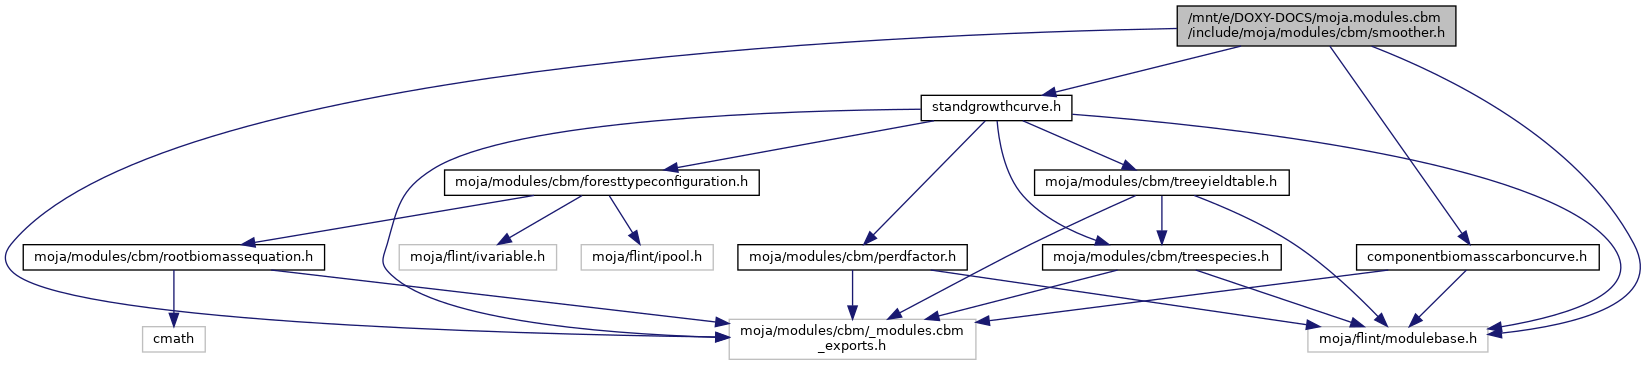 /mnt/e/DOXY-DOCS/moja.modules.cbm
/include/moja/modules/cbm/smoother.h
standgrowthcurve.h
moja/modules/cbm/foresttypeconfiguration.h
moja/modules/cbm/treeyieldtable.h
moja/modules/cbm/rootbiomassequation.h
moja/flint/ivariable.h
moja/flint/ipool.h
moja/modules/cbm/perdfactor.h
moja/modules/cbm/treespecies.h
componentbiomasscarboncurve.h
cmath
moja/modules/cbm/_modules.cbm
_exports.h
moja/flint/modulebase.h